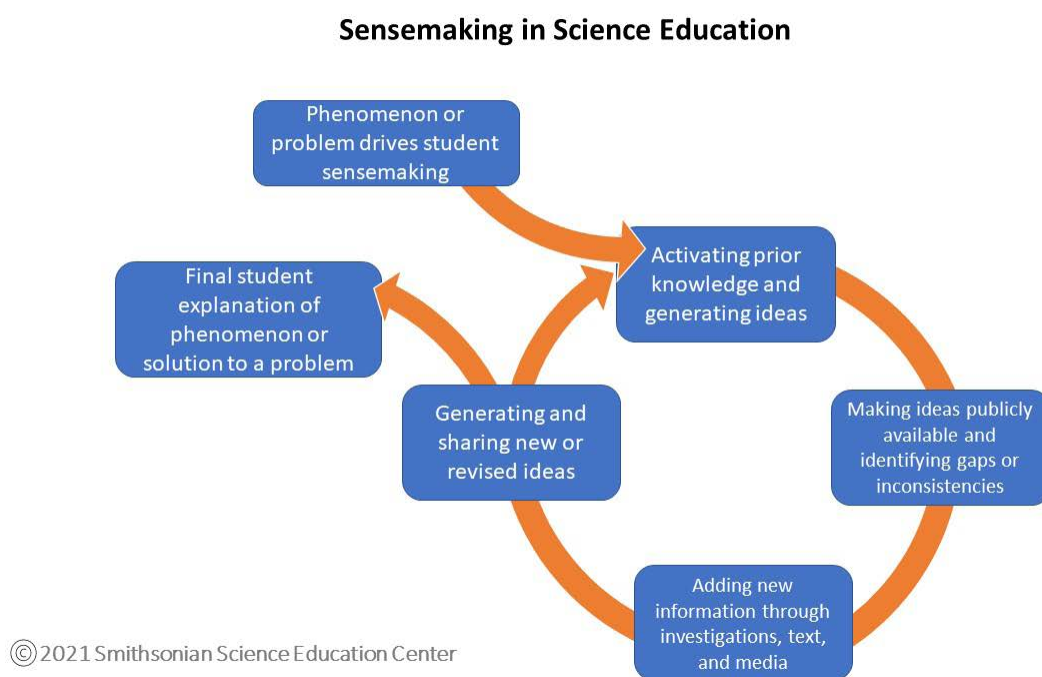 Sensemaking in Science Education
Phenomenon or
problem drives student
sensemaking
Activating prior
knowledge and
generating ideas
Making ideas publicly
available and
identifying gaps or
inconsistencies
Adding new
information through
investigations, text,
and media
Generating and
sharing new or
revised ideas
Final student
explanation of
phenomenon or
solution to a problem
© 2021 Smithsonian Science Education Center